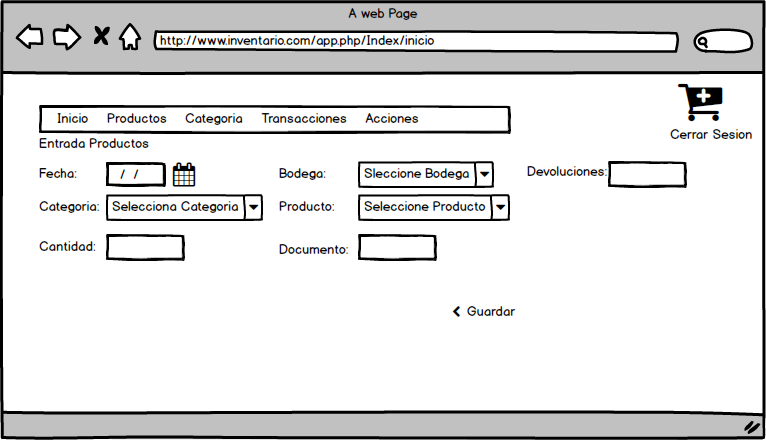 A web Page
http://www.inventario.com/app.php/Index/inicio
Cerrar Sesion
Inicio Productos Categoria Transacciones Acciones
Entrada Productos
Fecha: / / Bodega: Sleccione Bodega Devoluciones:
Categoria: Selecciona Categoria Producto: Seleccione Producto
Cantidad: Documento:
Guardar